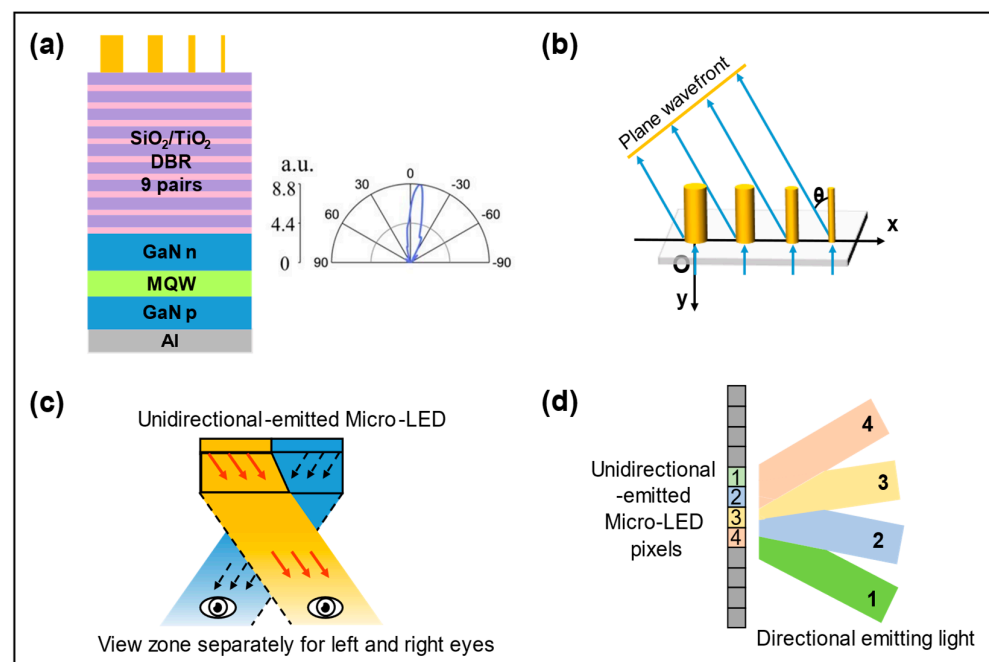 (a)
SiO₂/TiO₂
DBR
9 pairs
GaN n
MQW
GaN p
Al
a.u.
8.8
4.4
0
90
60
30
0
-30
-60
-90
(b)
Plane wavefront
θ
x
O
y
(c)
Unidirectional-emitted Micro-LED
View zone separately for left and right eyes
(d)
Unidirectional
-emitted
Micro-LED
pixels
1
2
3
4
4
3
2
1
Directional emitting light